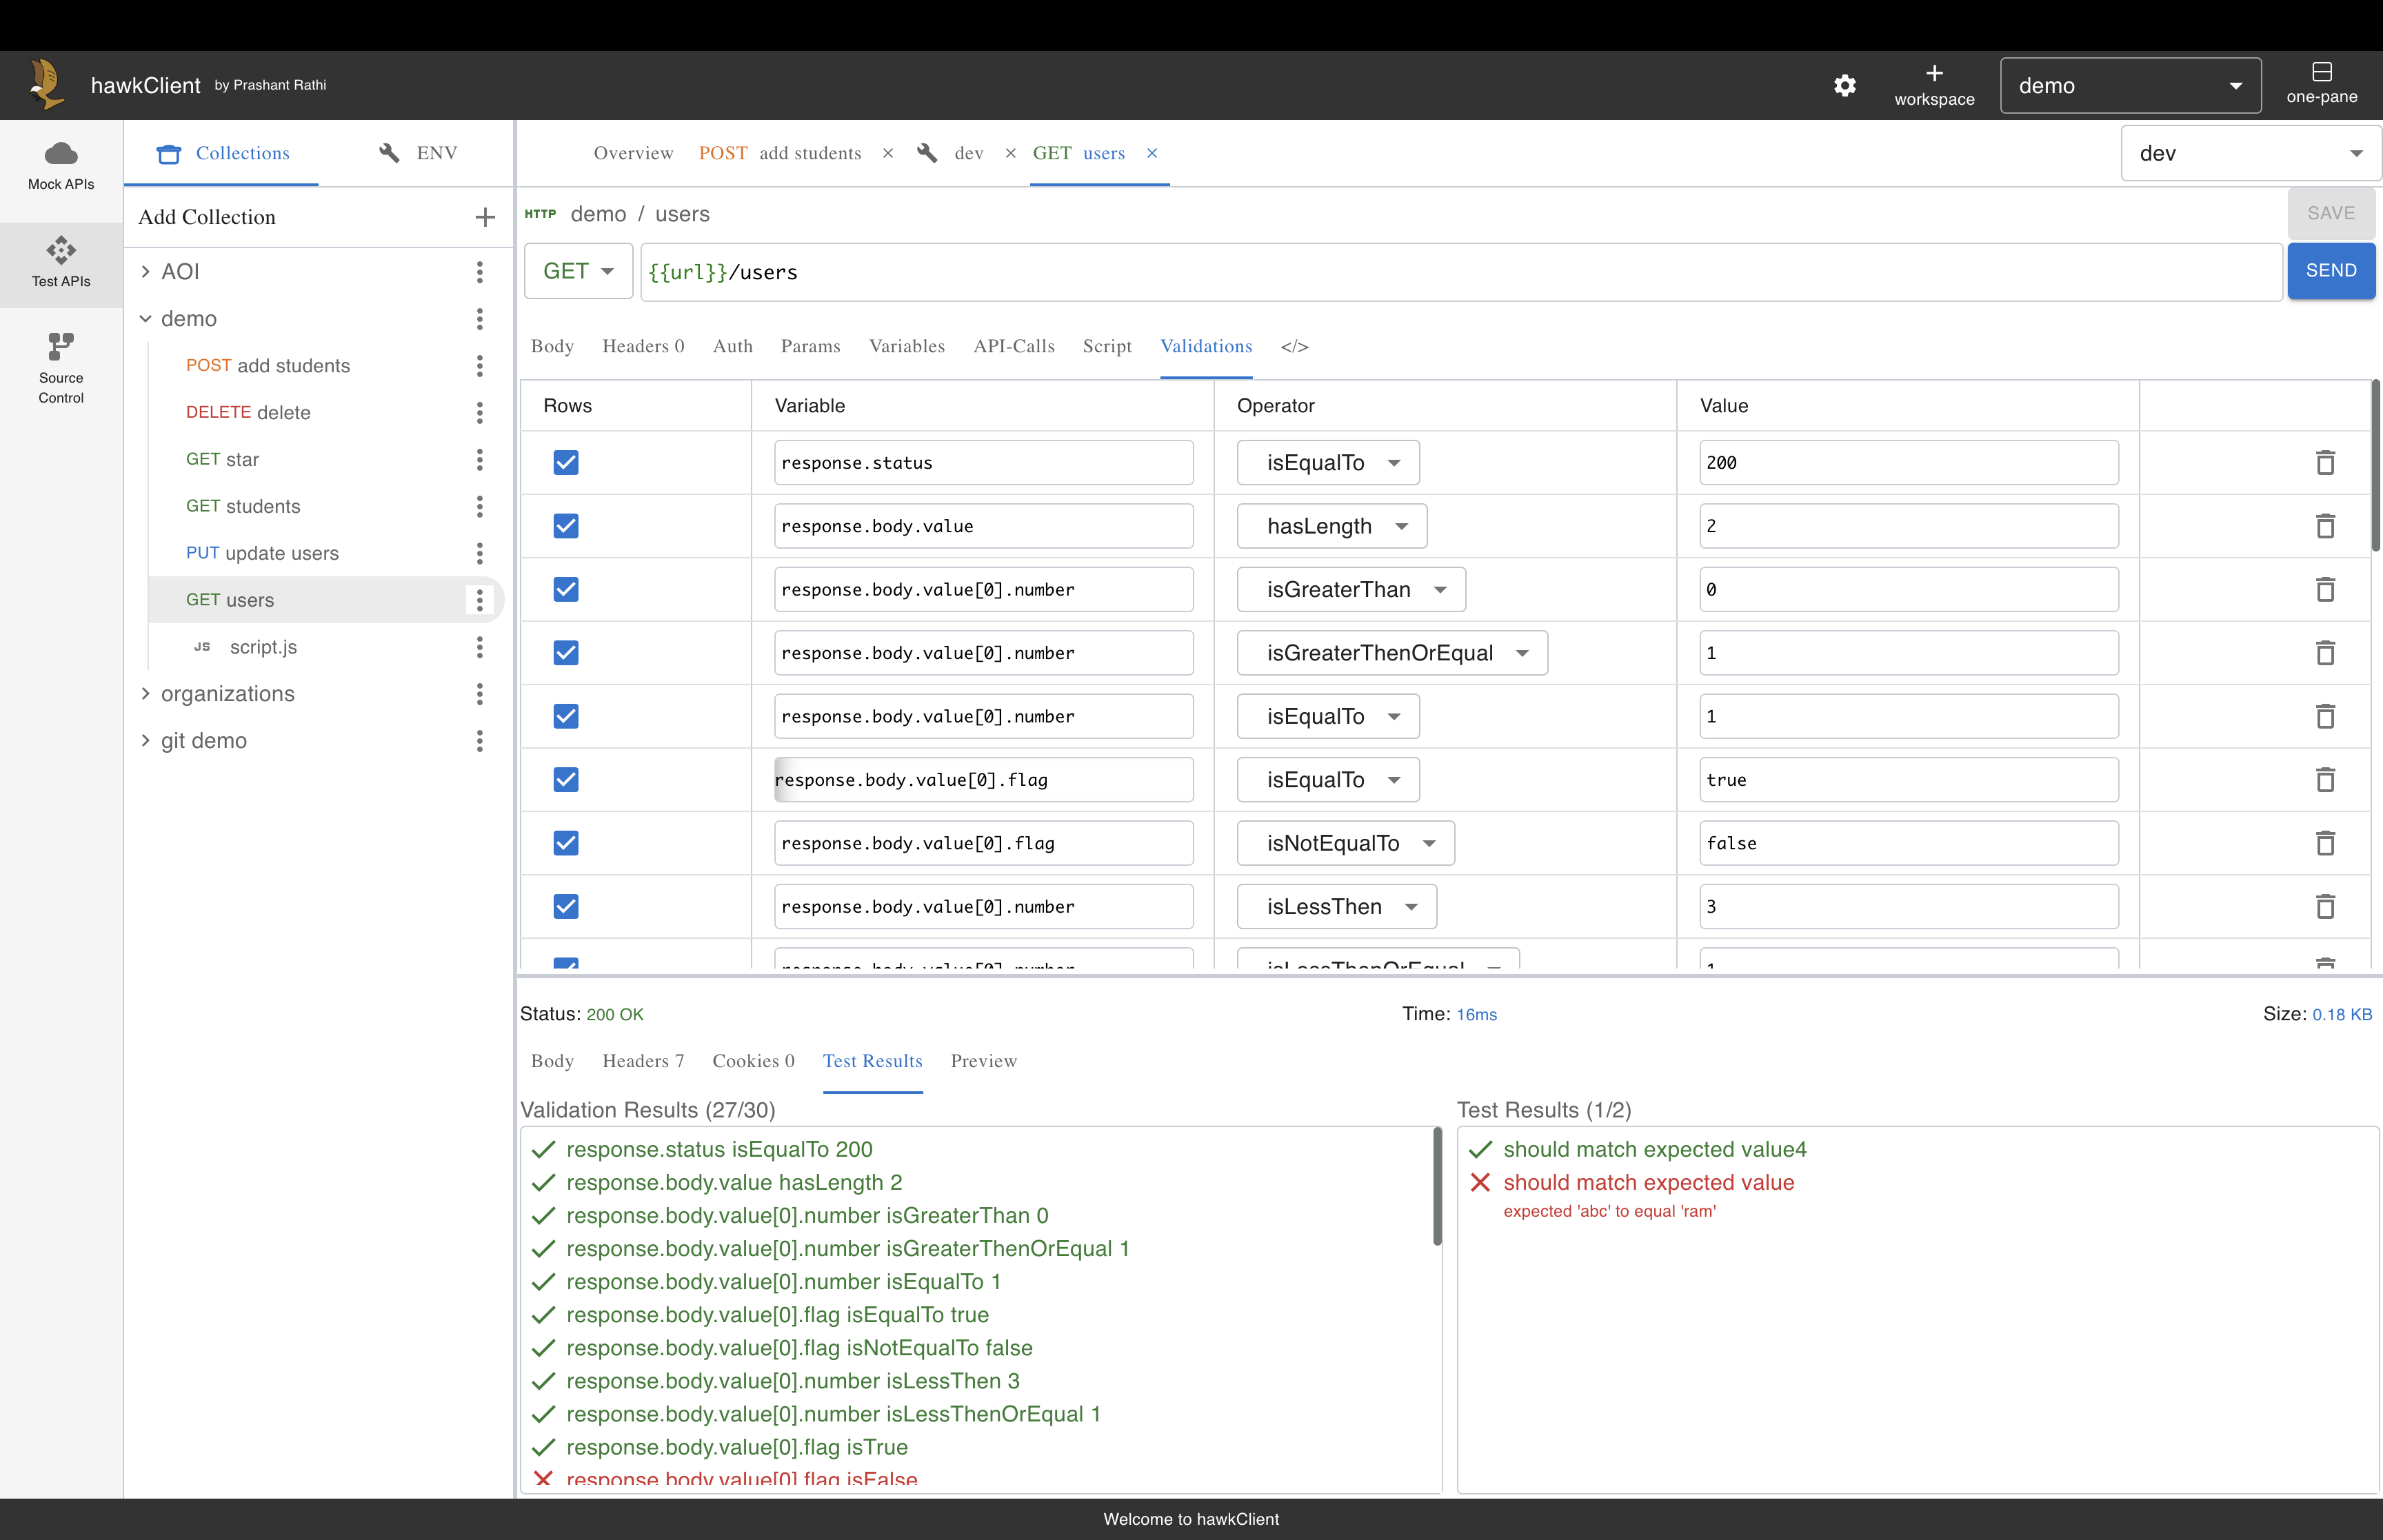 hawkClient by Prashant Rathi
workspace
demo
one-pane
Mock APIs
Test APIs
Source
Control
Collections
ENV
Overview
POST add students
dev
GET users
dev
Add Collection
AOI
demo
POST add students
DELETE delete
GET star
GET students
PUT update users
GET users
JS script.js
organizations
git demo
HTTP demo / users
SAVE
GET
{{url}}/users
SEND
Body Headers 0 Auth Params Variables API-Calls Script Validations </>
Rows Variable Operator Value
response.status isEqualTo 200
response.body.value hasLength 2
response.body.value[0].number isGreaterThan 0
response.body.value[0].number isGreaterThenOrEqual 1
response.body.value[0].number isEqualTo 1
response.body.value[0].flag isEqualTo true
response.body.value[0].flag isNotEqualTo false
response.body.value[0].number isLessThen 3
response.body.value[0].number isLessThenOrEqual 1
Status: 200 OK
Time: 16ms
Size: 0.18 KB
Body Headers 7 Cookies 0 Test Results Preview
Validation Results (27/30)
response.status isEqualTo 200
response.body.value hasLength 2
response.body.value[0].number isGreaterThan 0
response.body.value[0].number isGreaterThenOrEqual 1
response.body.value[0].number isEqualTo 1
response.body.value[0].flag isEqualTo true
response.body.value[0].flag isNotEqualTo false
response.body.value[0].number isLessThen 3
response.body.value[0].number isLessThenOrEqual 1
response.body.value[0].flag isTrue
response.body.value[0].flag isFalse
Test Results (1/2)
should match expected value4
should match expected value
expected 'abc' to equal 'ram'
Welcome to hawkClient